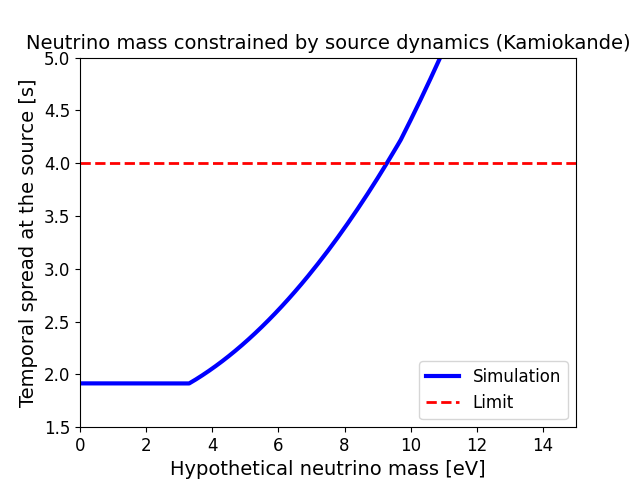 Neutrino mass constrained by source dynamics (Kamiokande)
Temporal spread at the source [s]
5.0
4.5
4.0
3.5
3.0
2.5
2.0
1.5
0 2 4 6 8 10 12 14
Hypothetical neutrino mass [eV]
Simulation
Limit